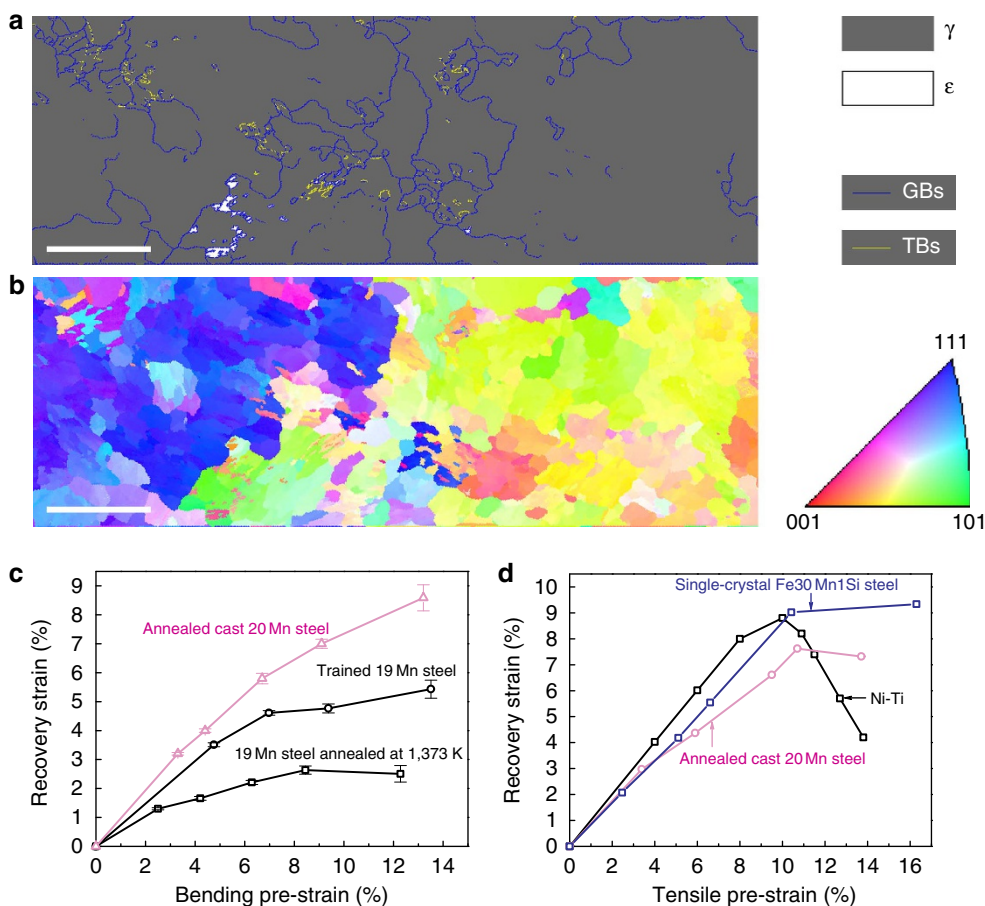 a
γ
ε
GBs
TBs
b
111
001
101
c
9
8
7
6
5
4
3
2
1
0
Recovery strain (%)
Annealed cast 20 Mn steel
Trained 19 Mn steel
19 Mn steel annealed at 1,373 K
0 2 4 6 8 10 12 14
Bending pre-strain (%)
d
10
9
8
7
6
5
4
3
2
1
0
Recovery strain (%)
Single-crystal Fe30 Mn1Si steel
Ni-Ti
Annealed cast 20 Mn steel
0 2 4 6 8 10 12 14 16
Tensile pre-strain (%)